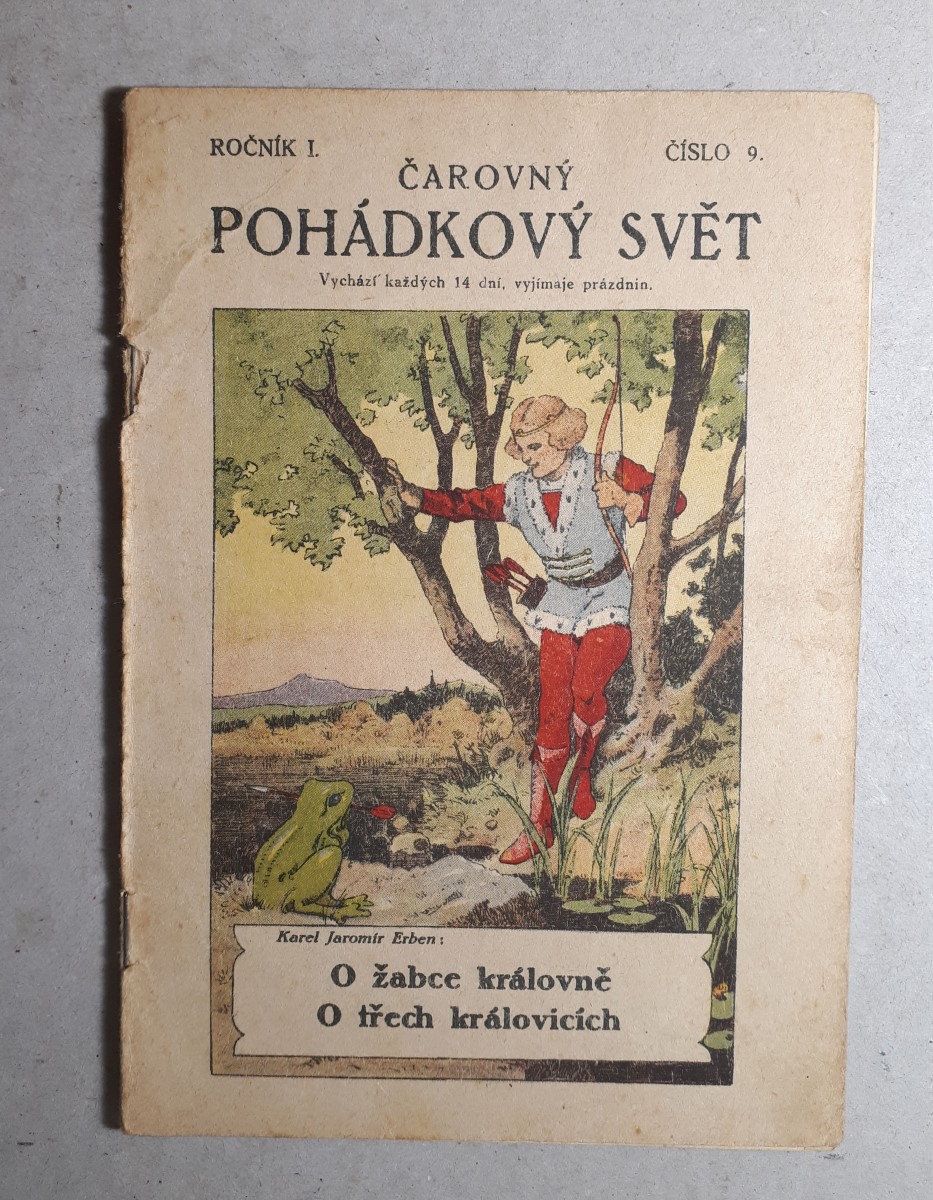 ROČNÍK I.
ČÍSLO 9.
ČAROVNÝ
POHÁDKOVÝ SVĚT
Vychází každých 14 dní, vyjímaje prázdnin.
Karel Jaromír Erben:
O žabce královně
O třech královicích